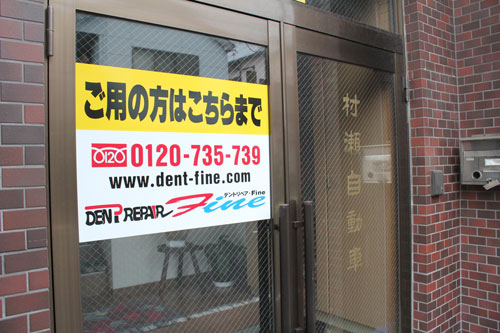 ご用の方はこちらまで
0120 0120-735-739
www.dent-fine.com
デントリペア・Fine
DENT REPAIR Fine
村瀬自動車